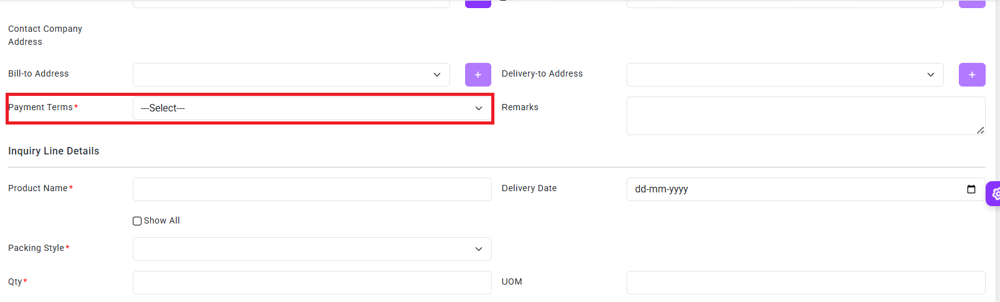 Contact Company
Address
Bill-to Address
+
Delivery-to Address
+
Payment Terms*
---Select---
Remarks
Inquiry Line Details
Product Name*
Delivery Date
dd-mm-yyyy
Show All
Packing Style*
Qty*
UOM